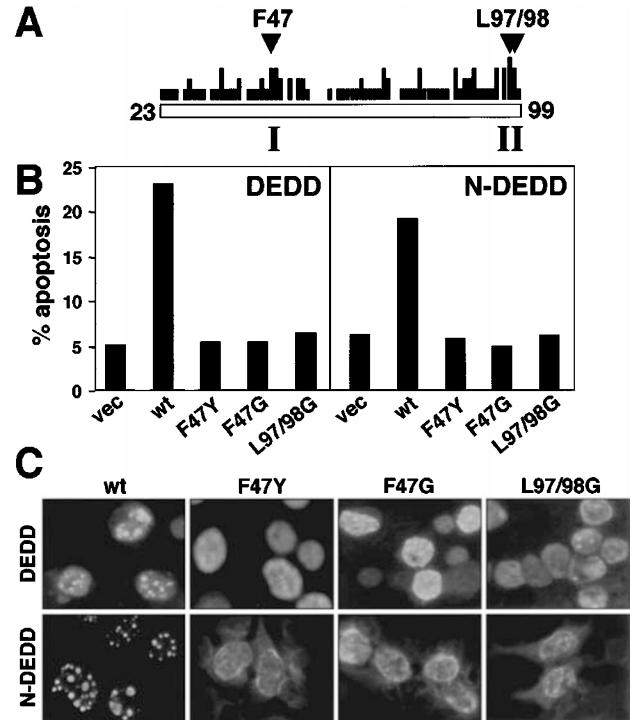 A
F47 L97/98
23 99
I II
B
DEDD N-DEDD
% apoptosis
25
20
15
10
5
0
vec wt F47Y F47G L97/98G vec wt F47Y F47G L97/98G
C
wt F47Y F47G L97/98G
DEDD
N-DEDD